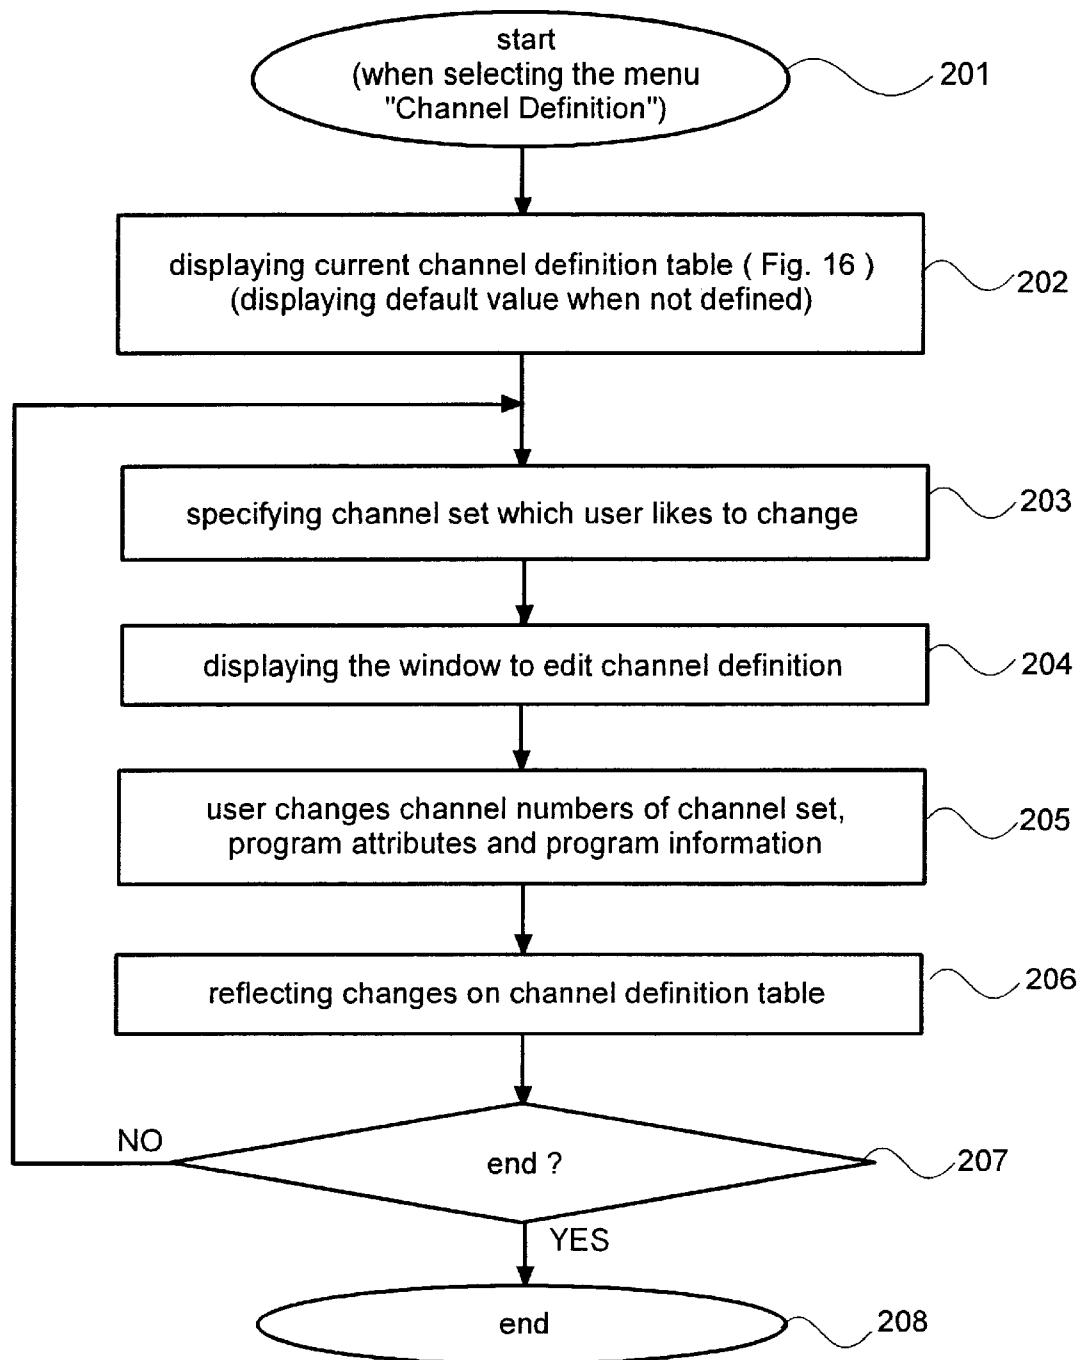 start
(when selecting the menu
"Channel Definition")
201
displaying current channel definition table ( Fig. 16 )
(displaying default value when not defined)
202
specifying channel set which user likes to change
203
displaying the window to edit channel definition
204
user changes channel numbers of channel set,
program attributes and program information
205
reflecting changes on channel definition table
206
NO
end ?
207
YES
end
208